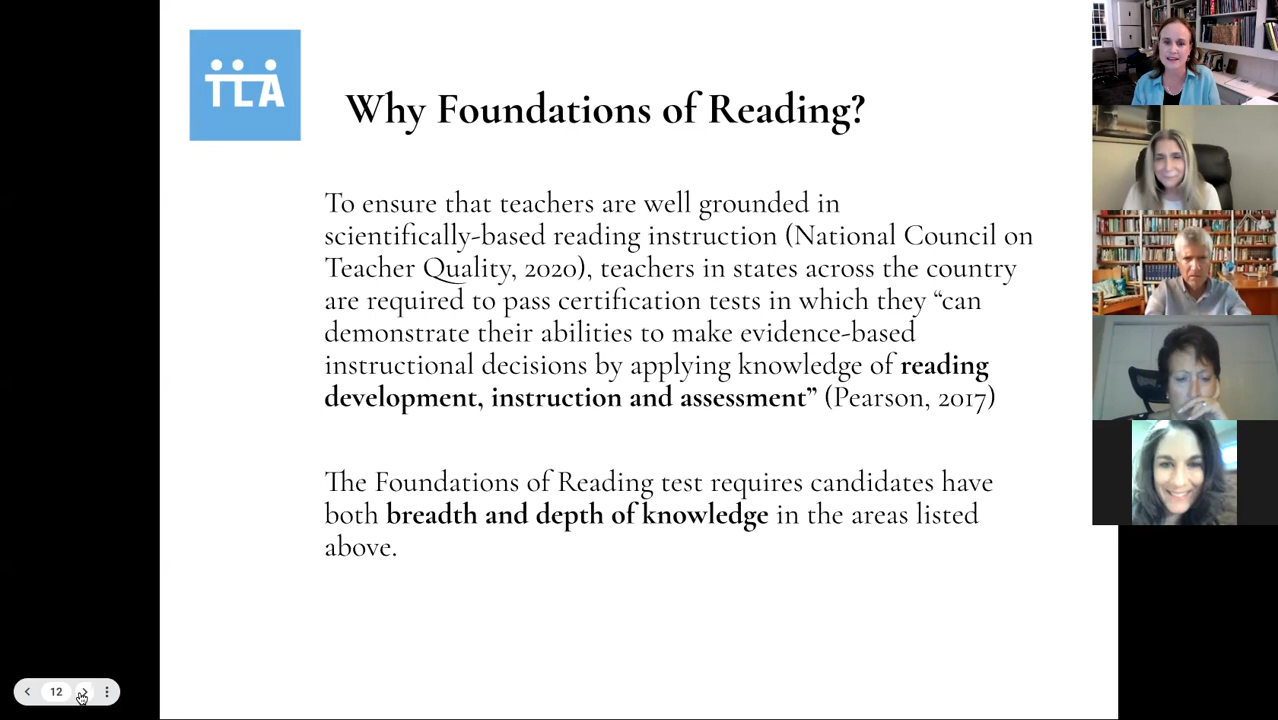 TLA
Why Foundations of Reading?
To ensure that teachers are well grounded in
scientifically-based reading instruction (National Council on
Teacher Quality, 2020), teachers in states across the country
are required to pass certification tests in which they “can
demonstrate their abilities to make evidence-based
instructional decisions by applying knowledge of reading
development, instruction and assessment” (Pearson, 2017)
The Foundations of Reading test requires candidates have
both breadth and depth of knowledge in the areas listed
above.
12